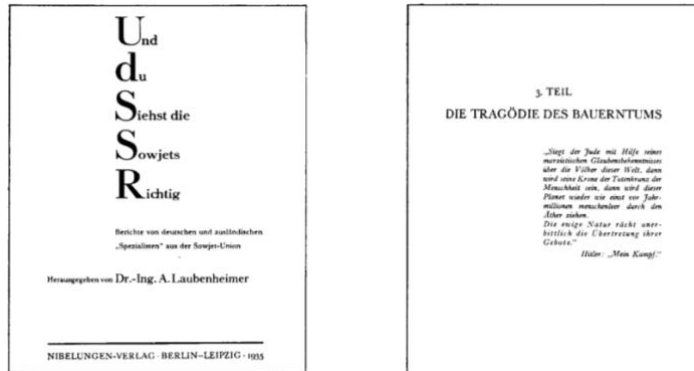 Und
du
Siehst die
Sowjets
Richtig
Berichte von deutschen und ausländischen
„Spezialisten“ aus der Sowjet-Union
Herausgegeben von Dr.-Ing. A. Laubenheimer
NIBELUNGEN-VERLAG · BERLIN-LEIPZIG · 1935
3. TEIL
DIE TRAGÖDIE DES BAUERNTUMS
„Siegt der Jude mit Hilfe seines
marxistischen Glaubensbekenntnisses
über die Völker dieser Welt, dann
wird seine Krone der Totenkranz der
Menschheit sein, dann wird dieser
Planet wieder wie einst vor Jahr-
millionen menschenleer durch den
Äther ziehen.
Die ewige Natur rächt uner-
bittlich die Übertretung ihrer
Gebote.“
Hitler: „Mein Kampf.“